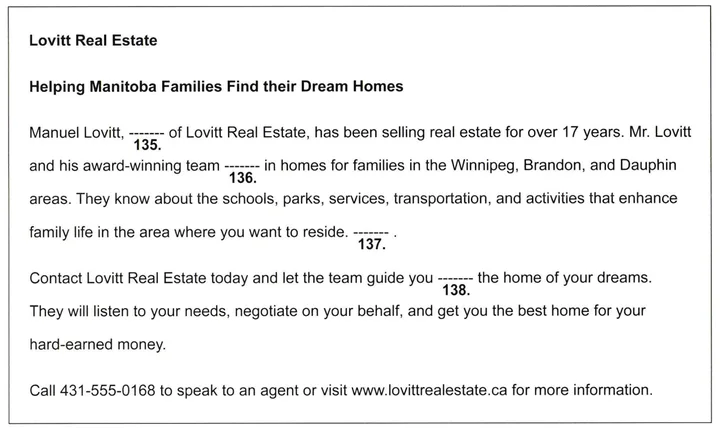 Lovitt Real Estate
Helping Manitoba Families Find their Dream Homes
Manuel Lovitt, ------- of Lovitt Real Estate, has been selling real estate for over 17 years. Mr. Lovitt
135.
and his award-winning team ------- in homes for families in the Winnipeg, Brandon, and Dauphin
136.
areas. They know about the schools, parks, services, transportation, and activities that enhance
family life in the area where you want to reside. ------- .
137.
Contact Lovitt Real Estate today and let the team guide you ------- the home of your dreams.
138.
They will listen to your needs, negotiate on your behalf, and get you the best home for your
hard-earned money.
Call 431-555-0168 to speak to an agent or visit www.lovittrealestate.ca for more information.